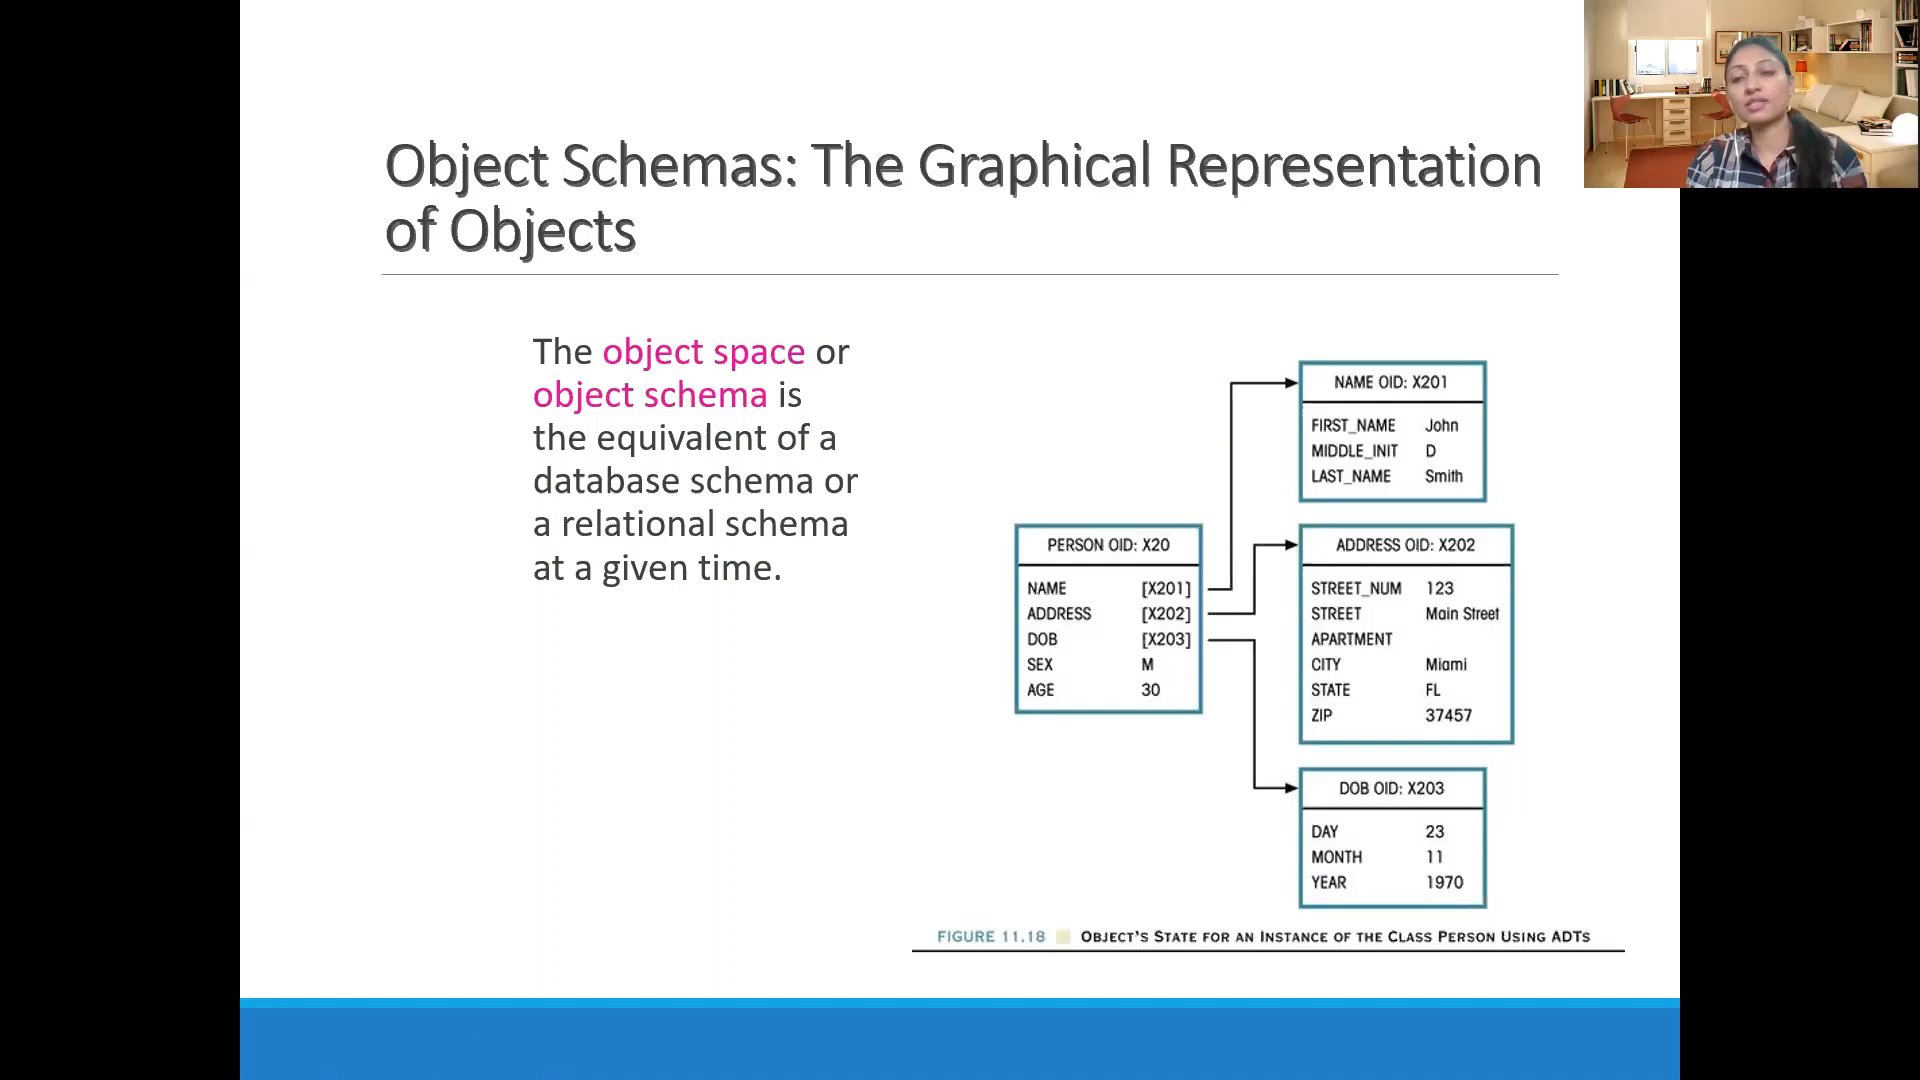 Object Schemas: The Graphical Representation
of Objects
The object space or
object schema is
the equivalent of a
database schema or
a relational schema
at a given time.
NAME OID: X201
FIRST_NAME John
MIDDLE_INIT D
LAST_NAME Smith
PERSON OID: X20
NAME [X201]
ADDRESS [X202]
DOB [X203]
SEX M
AGE 30
ADDRESS OID: X202
STREET_NUM 123
STREET Main Street
APARTMENT
CITY Miami
STATE FL
ZIP 37457
DOB OID: X203
DAY 23
MONTH 11
YEAR 1970
FIGURE 11.18 OBJECT'S STATE FOR AN INSTANCE OF THE CLASS PERSON USING ADTS